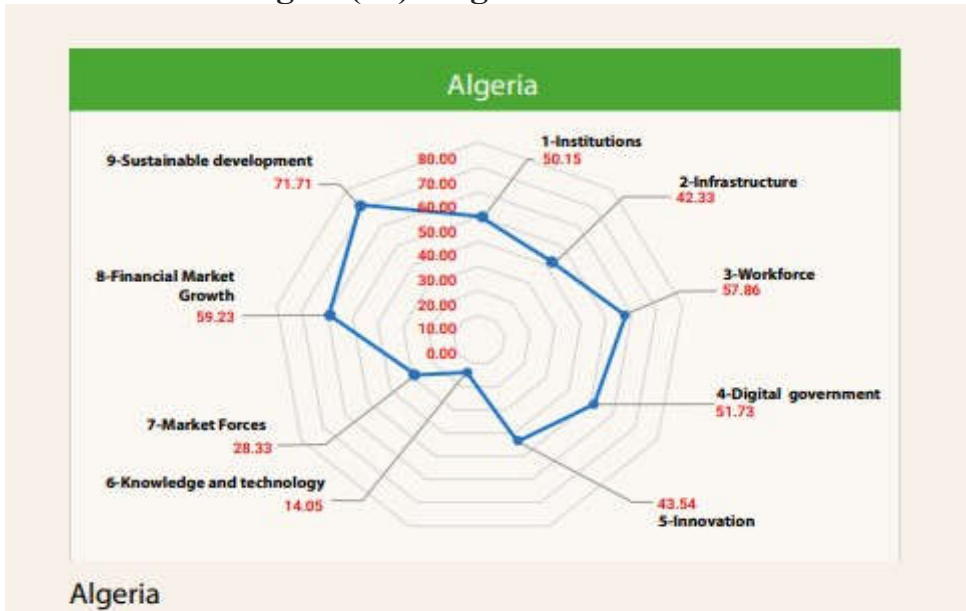 Algeria
1-Institutions
50.15
2-Infrastructure
42.33
3-Workforce
57.86
4-Digital government
51.73
43.54
5-Innovation
6-Knowledge and technology
14.05
7-Market Forces
28.33
8-Financial Market
Growth
59.23
9-Sustainable development
71.71
80.00
70.00
60.00
50.00
40.00
30.00
20.00
10.00
0.00
Algeria